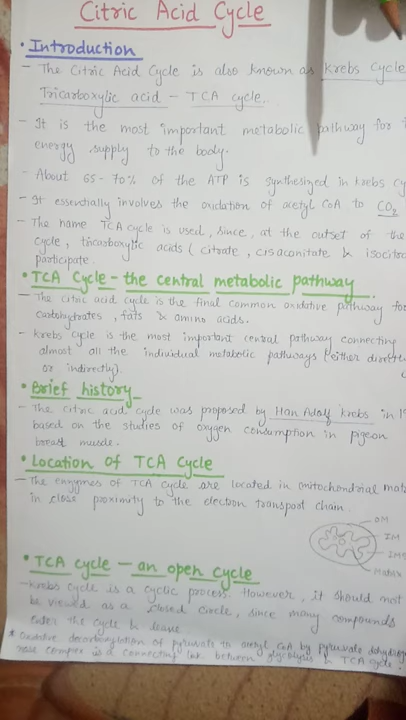 Citric Acid Cycle
• Introduction
- The Citric Acid Cycle is also known as Krebs Cycle
Tricarboxylic acid - TCA cycle.
- It is the most important metabolic pathway for
energy supply to the body.
- About 65-70% of the ATP is synthesized in Krebs
- It essentially involves the oxidation of acetyl CoA to CO2
- The name TCA cycle is used, since, at the outset of the
cycle, tricarboxylic acids (citrate, cisaconitate &
participate.
• TCA Cycle - the central metabolic pathway.
- The citric acid cycle is the final common oxidative pathway for
carbohydrates, fats & amino acids.
- Krebs cycle is the most important central pathway connecting
almost all the individual metabolic pathways (either
or indirectly).
• Brief history -
- The citric acid cycle was proposed by Han Adolf Krebs in
based on the studies of oxygen consumption in pigeon
breast muscle.
• Location of TCA Cycle
- The enzymes of TCA cycle are located in mitochondrial
in close proximity to the electron transport chain.
OM
IM
IMS
Matrix
• TCA cycle - an open cycle
- Krebs cycle is a cyclic process. However, it should not
be viewed as a closed circle, since many compounds
enter the cycle & leave.
* Oxidative decarboxylation of pyruvate to acetyl CoA by pyruvate
complex is a connecting link between glycolysis & TCA cycle.